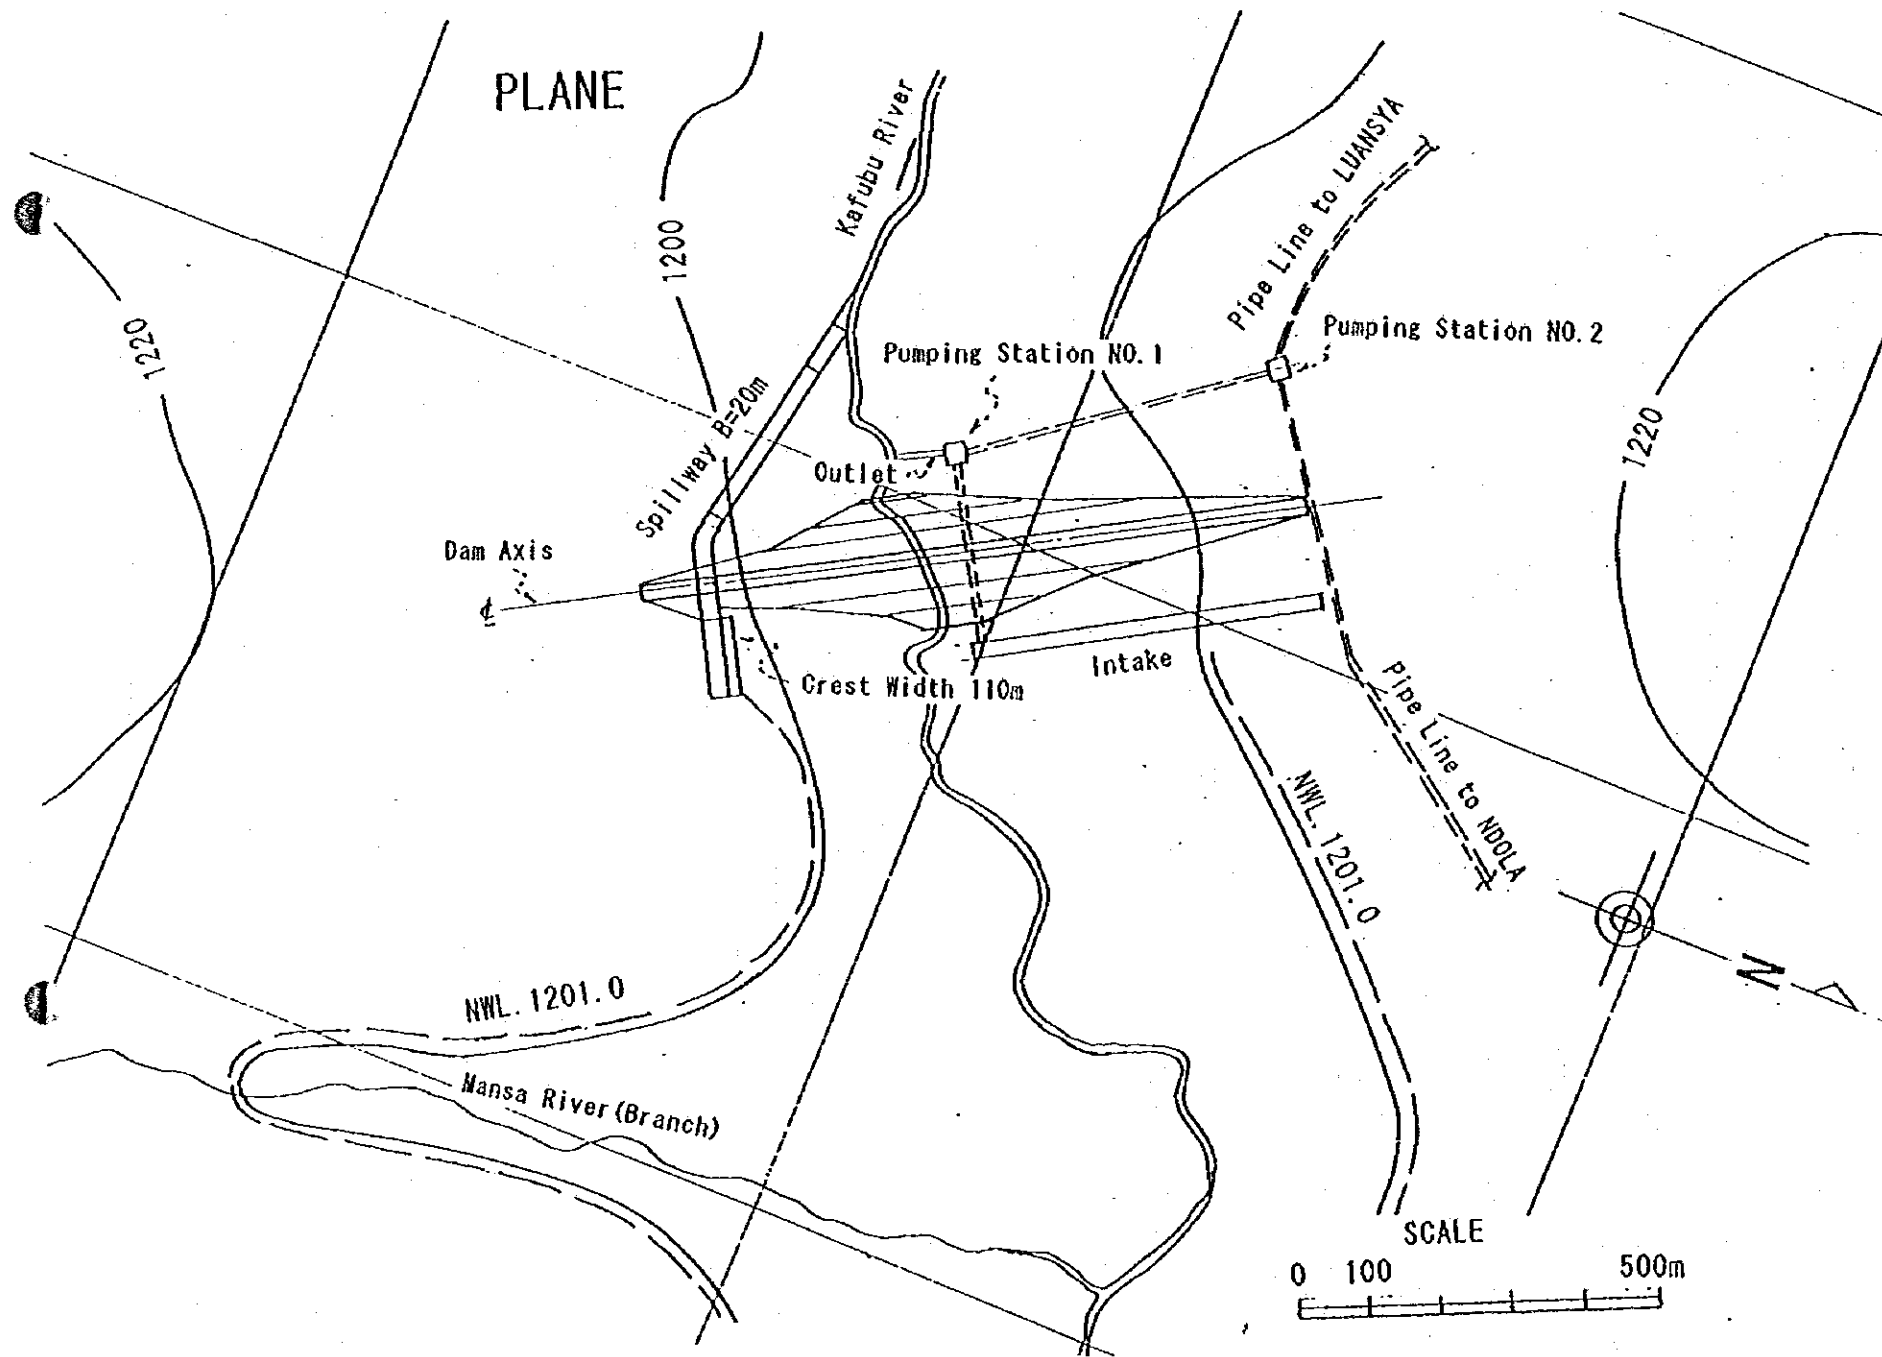 PLANE
Kafubu River
Pipe Line to LUANSYA
1200
1220
Pumping Station NO.1
Pumping Station NO.2
Spillway B=20m
Outlet
1220
Dam Axis
℄
Crest Width 110m
Intake
Pipe Line to NDOLA
NWL.1201.0
NWL.1201.0
N
Mansa River(Branch)
SCALE
0 100 500m